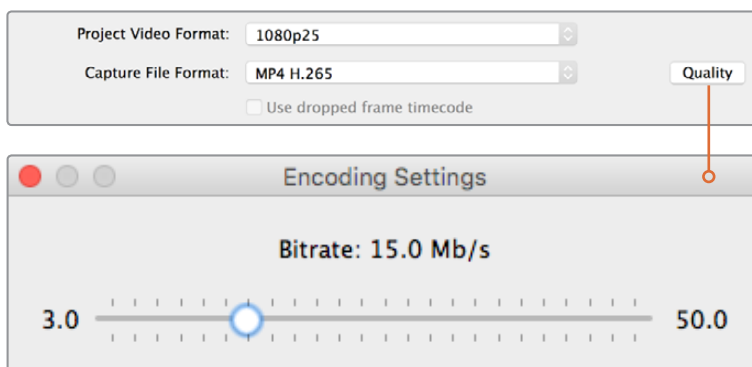 Project Video Format: 1080p25
Capture File Format: MP4 H.265 Quality
Use dropped frame timecode
Encoding Settings
Bitrate: 15.0 Mb/s
3.0 50.0